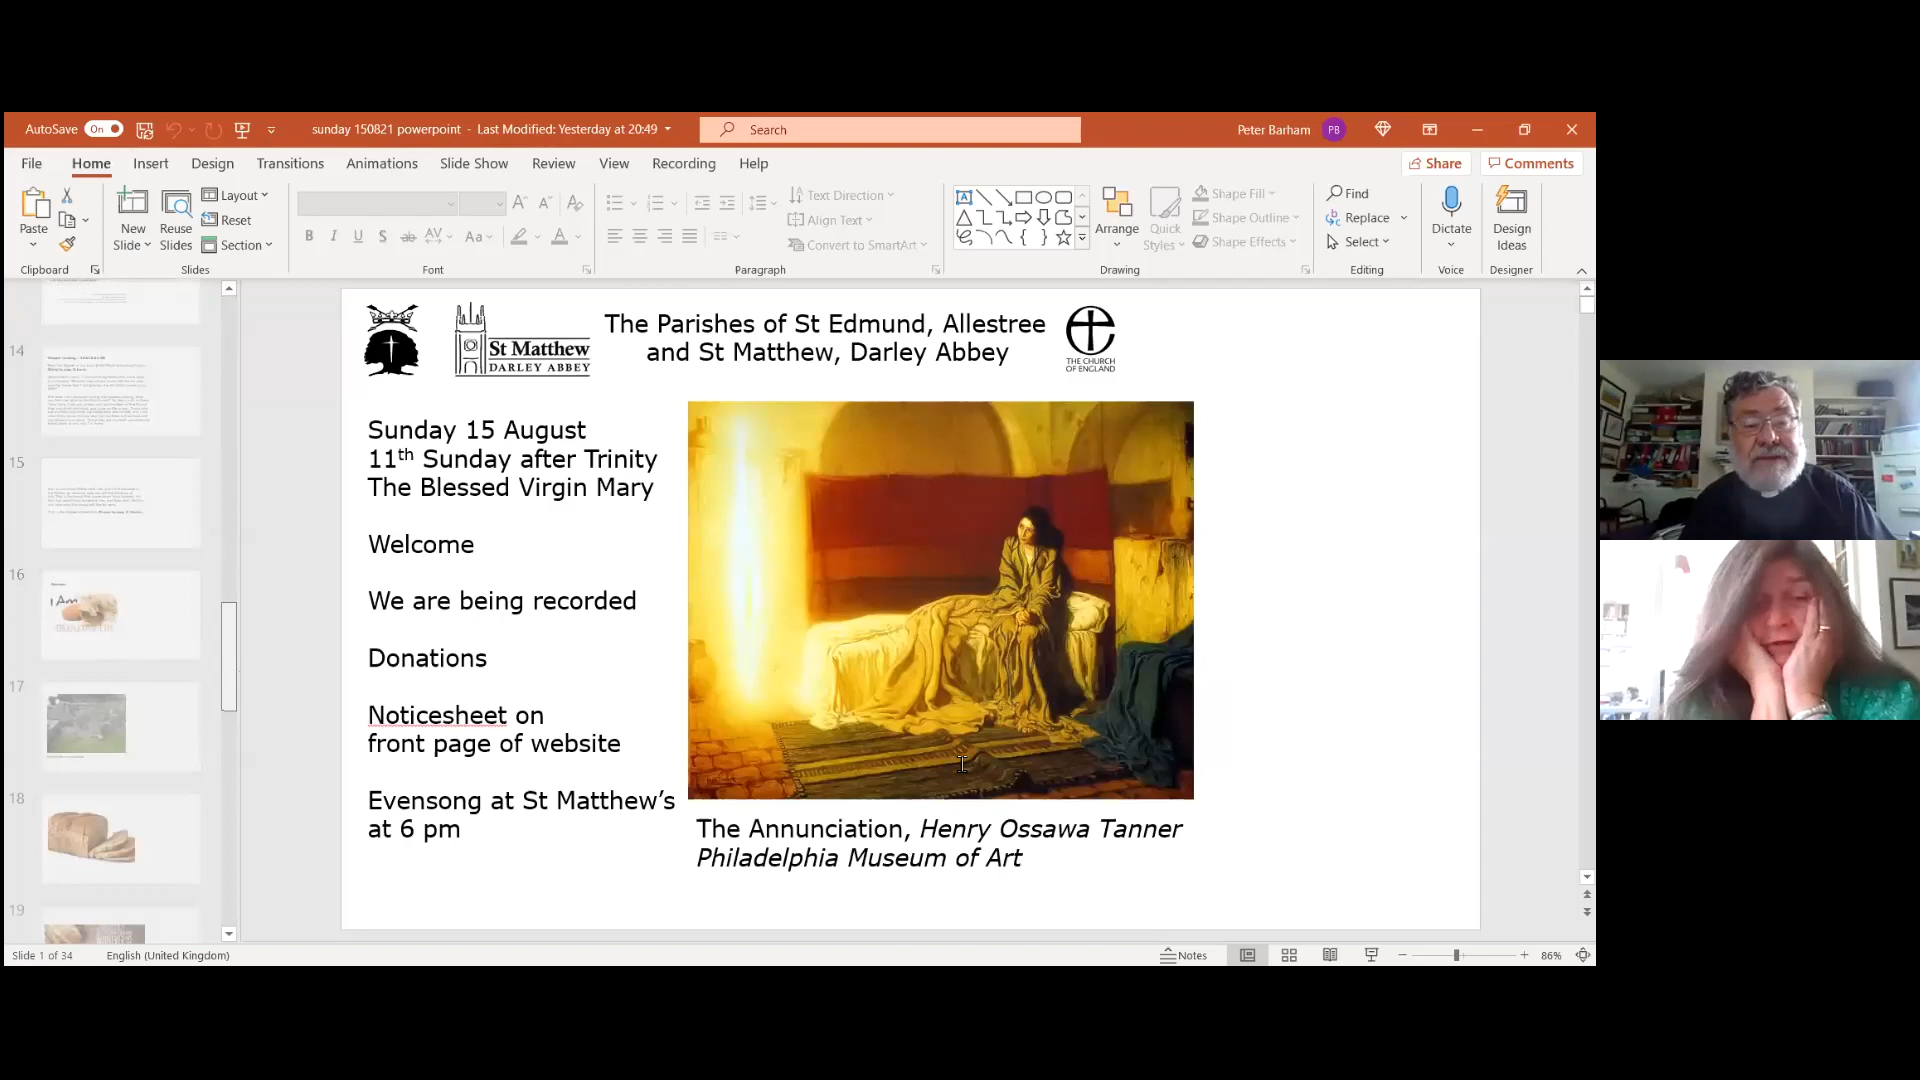 AutoSave On sunday 150821 powerpoint - Last Modified: Yesterday at 20:49 Search Peter Barham PB
File Home Insert Design Transitions Animations Slide Show Review View Recording Help Share Comments
Paste
Clipboard
New Slide
Reuse Slides
Layout
Reset
Section
Slides
B I U S ab AV Aa A
Font
Text Direction
Align Text
Convert to SmartArt
Paragraph
Arrange
Quick Styles
Shape Fill
Shape Outline
Shape Effects
Drawing
Find
Replace
Select
Editing
Dictate
Voice
Design Ideas
Designer
14
15
16
I Am
17
18
19
St Matthew
DARLEY ABBEY
The Parishes of St Edmund, Allestree
and St Matthew, Darley Abbey
THE CHURCH
OF ENGLAND
Sunday 15 August
11th Sunday after Trinity
The Blessed Virgin Mary
Welcome
We are being recorded
Donations
Noticesheet on
front page of website
Evensong at St Matthew’s
at 6 pm
The Annunciation, Henry Ossawa Tanner
Philadelphia Museum of Art
Slide 1 of 34 English (United Kingdom) Notes 86%